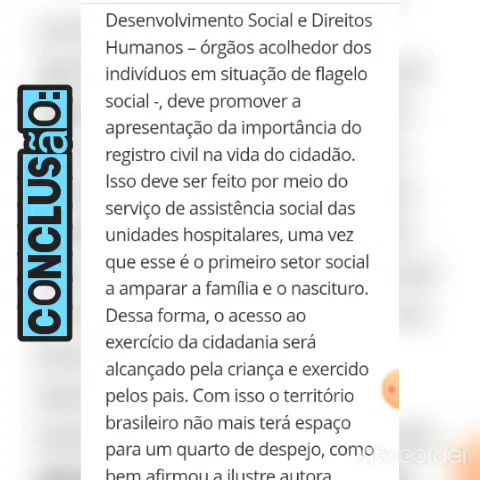 CONCLUSãO:
Desenvolvimento Social e Direitos
Humanos – órgãos acolhedor dos
indivíduos em situação de flagelo
social -, deve promover a
apresentação da importância do
registro civil na vida do cidadão.
Isso deve ser feito por meio do
serviço de assistência social das
unidades hospitalares, uma vez
que esse é o primeiro setor social
a amparar a família e o nascituro.
Dessa forma, o acesso ao
exercício da cidadania será
alcançado pela criança e exercido
pelos pais. Com isso o território
brasileiro não mais terá espaço
para um quarto de despejo, como
bem afirmou a ilustre autora